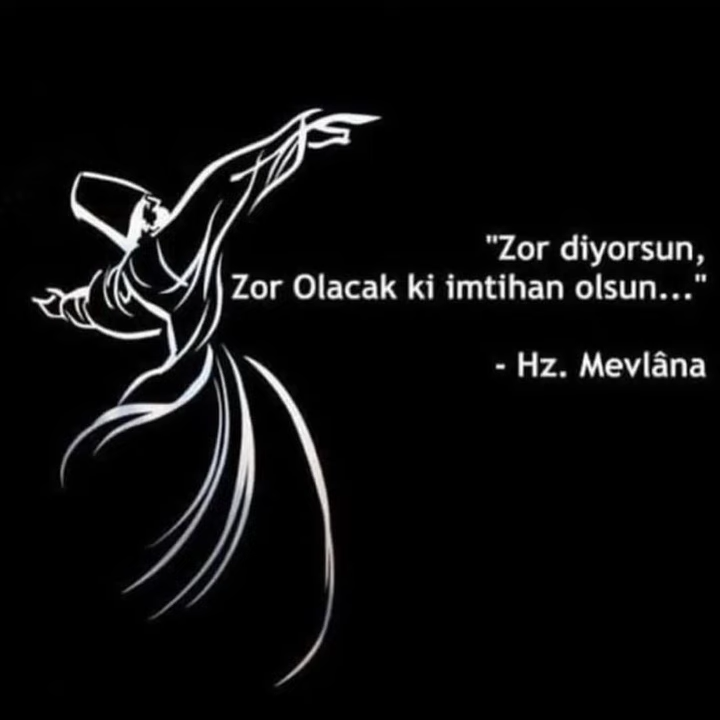 "Zor diyorsun,
Zor Olacak ki imtihan olsun..."
- Hz. Mevlâna